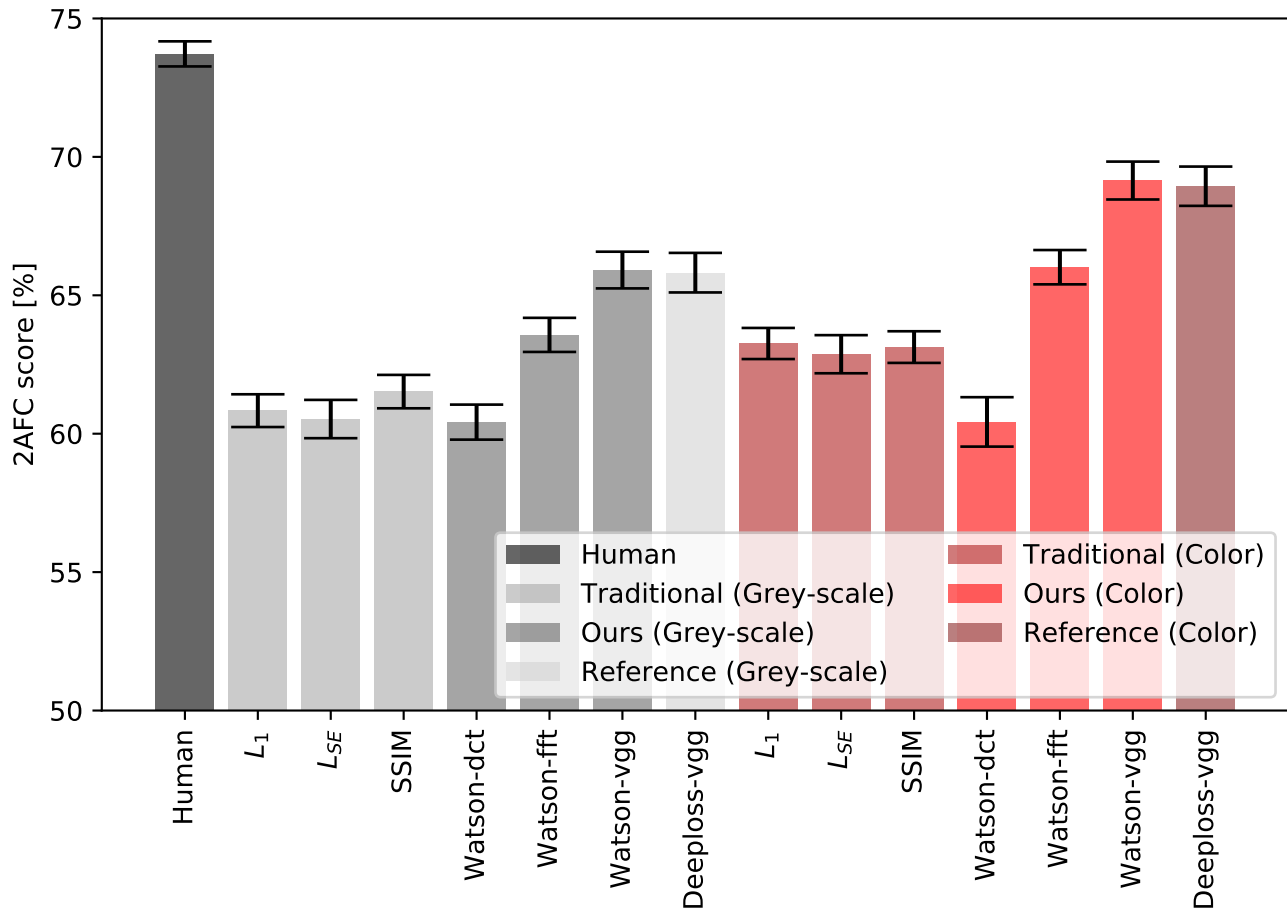 75
70
65
60
55
50
2AFC score [%]
Human
Traditional (Grey-scale)
Ours (Grey-scale)
Reference (Grey-scale)
Traditional (Color)
Ours (Color)
Reference (Color)
Human
L₁
L_SE
SSIM
Watson-dct
Watson-fft
Watson-vgg
Deeploss-vgg
L₁
L_SE
SSIM
Watson-dct
Watson-fft
Watson-vgg
Deeploss-vgg